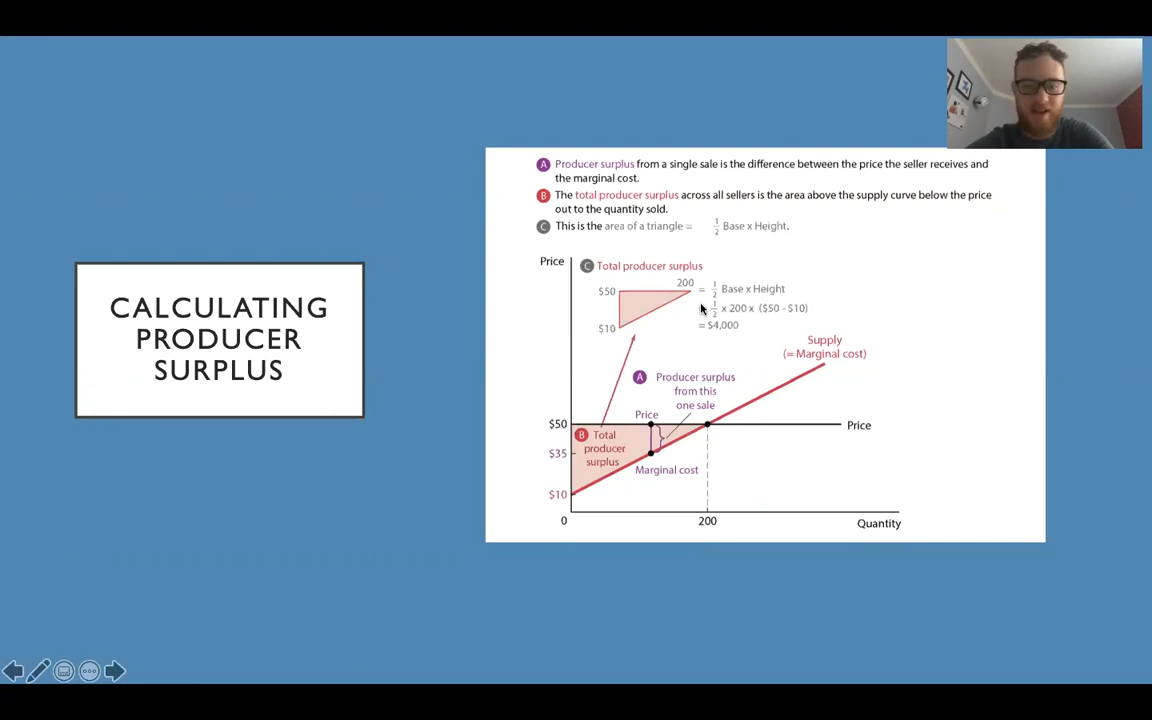 CALCULATING
PRODUCER
SURPLUS
A Producer surplus from a single sale is the difference between the price the seller receives and
the marginal cost.
B The total producer surplus across all sellers is the area above the supply curve below the price
out to the quantity sold.
C This is the area of a triangle = 1/2 Base x Height.
Price
C Total producer surplus
200
$50
$10
= 1/2 Base x Height
1/2 x 200 x ($50 - $10)
= $4,000
Supply
(= Marginal cost)
A Producer surplus
from this
one sale
Price
$50
Price
B Total
producer
surplus
$35
Marginal cost
$10
0
200
Quantity